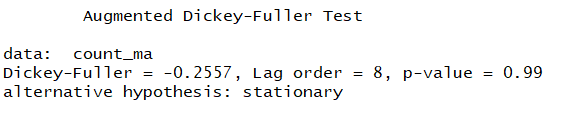 Augmented Dickey-Fuller Test
data:  count_ma
Dickey-Fuller = -0.2557, Lag order = 8, p-value = 0.99
alternative hypothesis: stationary